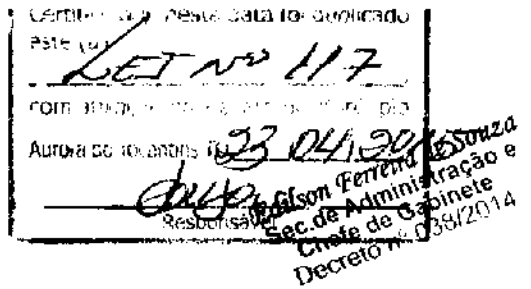 Certifico que nesta data foi publicado
este (a)
LEI Nº 117
com
Aurora do Tocantins 23 04/20
Responsável
Edilson Ferreira de Souza
Sec. de Administração e
Chefe de Gabinete
Decreto nº 038/2014